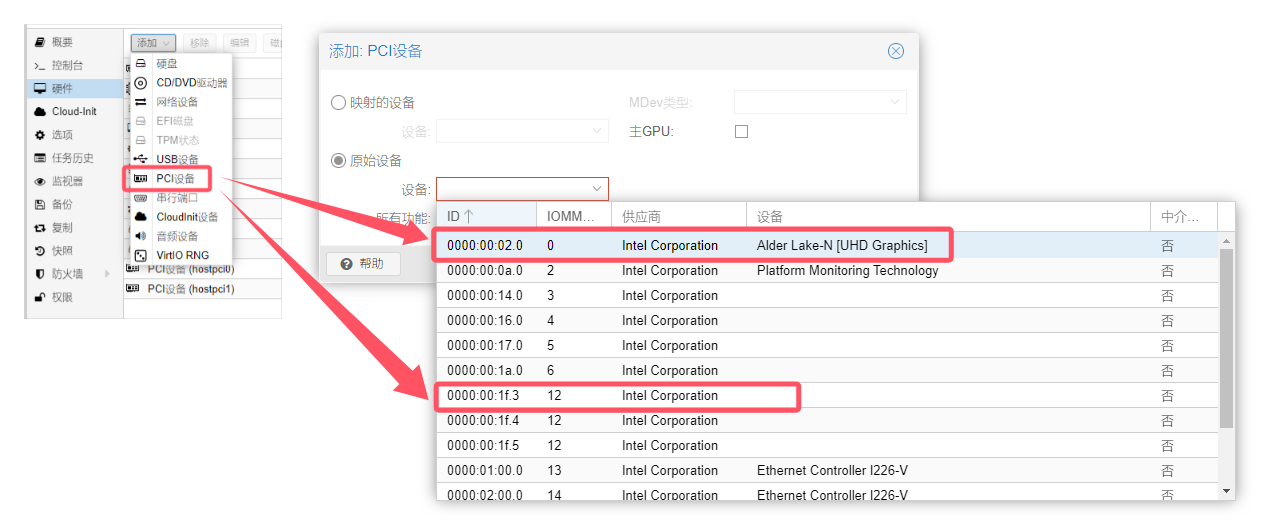 概要
控制台
硬件
Cloud-Init
选项
任务历史
监视器
备份
复制
快照
防火墙
权限
添加 移除 编辑
硬盘
CD/DVD驱动器
网络设备
EFI磁盘
TPM状态
USB设备
PCI设备
串行端口
CloudInit设备
音频设备
VirtIO RNG
PCI设备 (hostpci0)
PCI设备 (hostpci1)
添加: PCI设备
映射的设备 MDev类型:
设备: 主GPU:
原始设备
设备:
所有功能:
帮助
ID IOMM... 供应商 设备 中介...
0000:00:02.0 0 Intel Corporation Alder Lake-N [UHD Graphics] 否
0000:00:0a.0 2 Intel Corporation Platform Monitoring Technology 否
0000:00:14.0 3 Intel Corporation 否
0000:00:16.0 4 Intel Corporation 否
0000:00:17.0 5 Intel Corporation 否
0000:00:1a.0 6 Intel Corporation 否
0000:00:1f.3 12 Intel Corporation 否
0000:00:1f.4 12 Intel Corporation 否
0000:00:1f.5 12 Intel Corporation 否
0000:01:00.0 13 Intel Corporation Ethernet Controller I226-V 否
0000:02:00.0 14 Intel Corporation Ethernet Controller I226-V 否